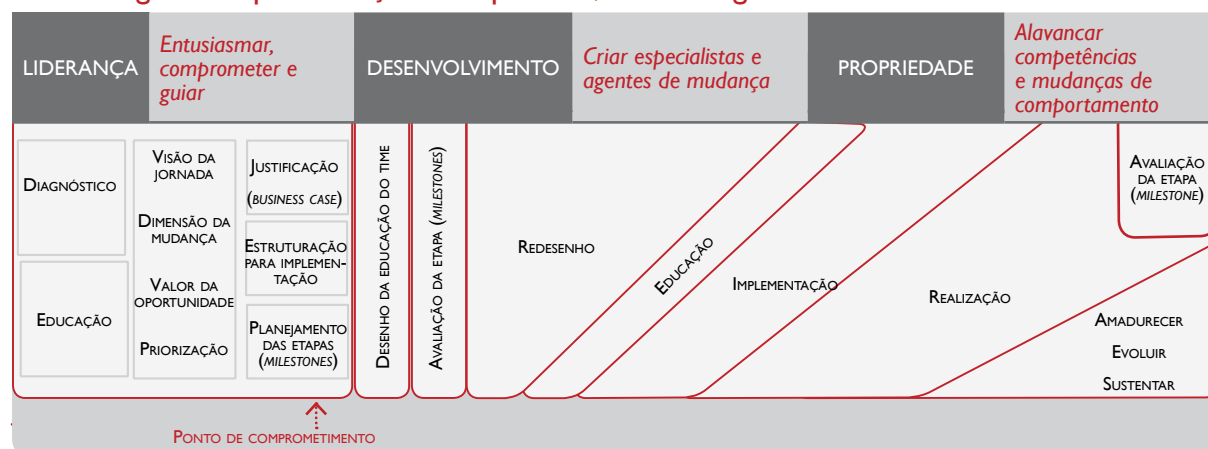 LIDERANÇA
Entusiasmar,
comprometer e
guiar
DESENVOLVIMENTO
Criar especialistas e
agentes de mudança
PROPRIEDADE
Alavancar
competências
e mudanças de
comportamento
DIAGNÓSTICO
EDUCAÇÃO
VISÃO DA
JORNADA
DIMENSÃO DA
MUDANÇA
VALOR DA
OPORTUNIDADE
PRIORIZAÇÃO
JUSTIFICAÇÃO
(BUSINESS CASE)
ESTRUTURAÇÃO
PARA IMPLEMEN-
TAÇÃO
PLANEJAMENTO
DAS ETAPAS
(MILESTONES)
DESENHO DA EDUCAÇÃO DO TIME
AVALIAÇÃO DA ETAPA (MILESTONES)
REDESENHO
EDUCAÇÃO
IMPLEMENTAÇÃO
REALIZAÇÃO
AVALIAÇÃO
DA ETAPA
(MILESTONE)
AMADURECER
EVOLUIR
SUSTENTAR
PONTO DE COMPROMETIMENTO